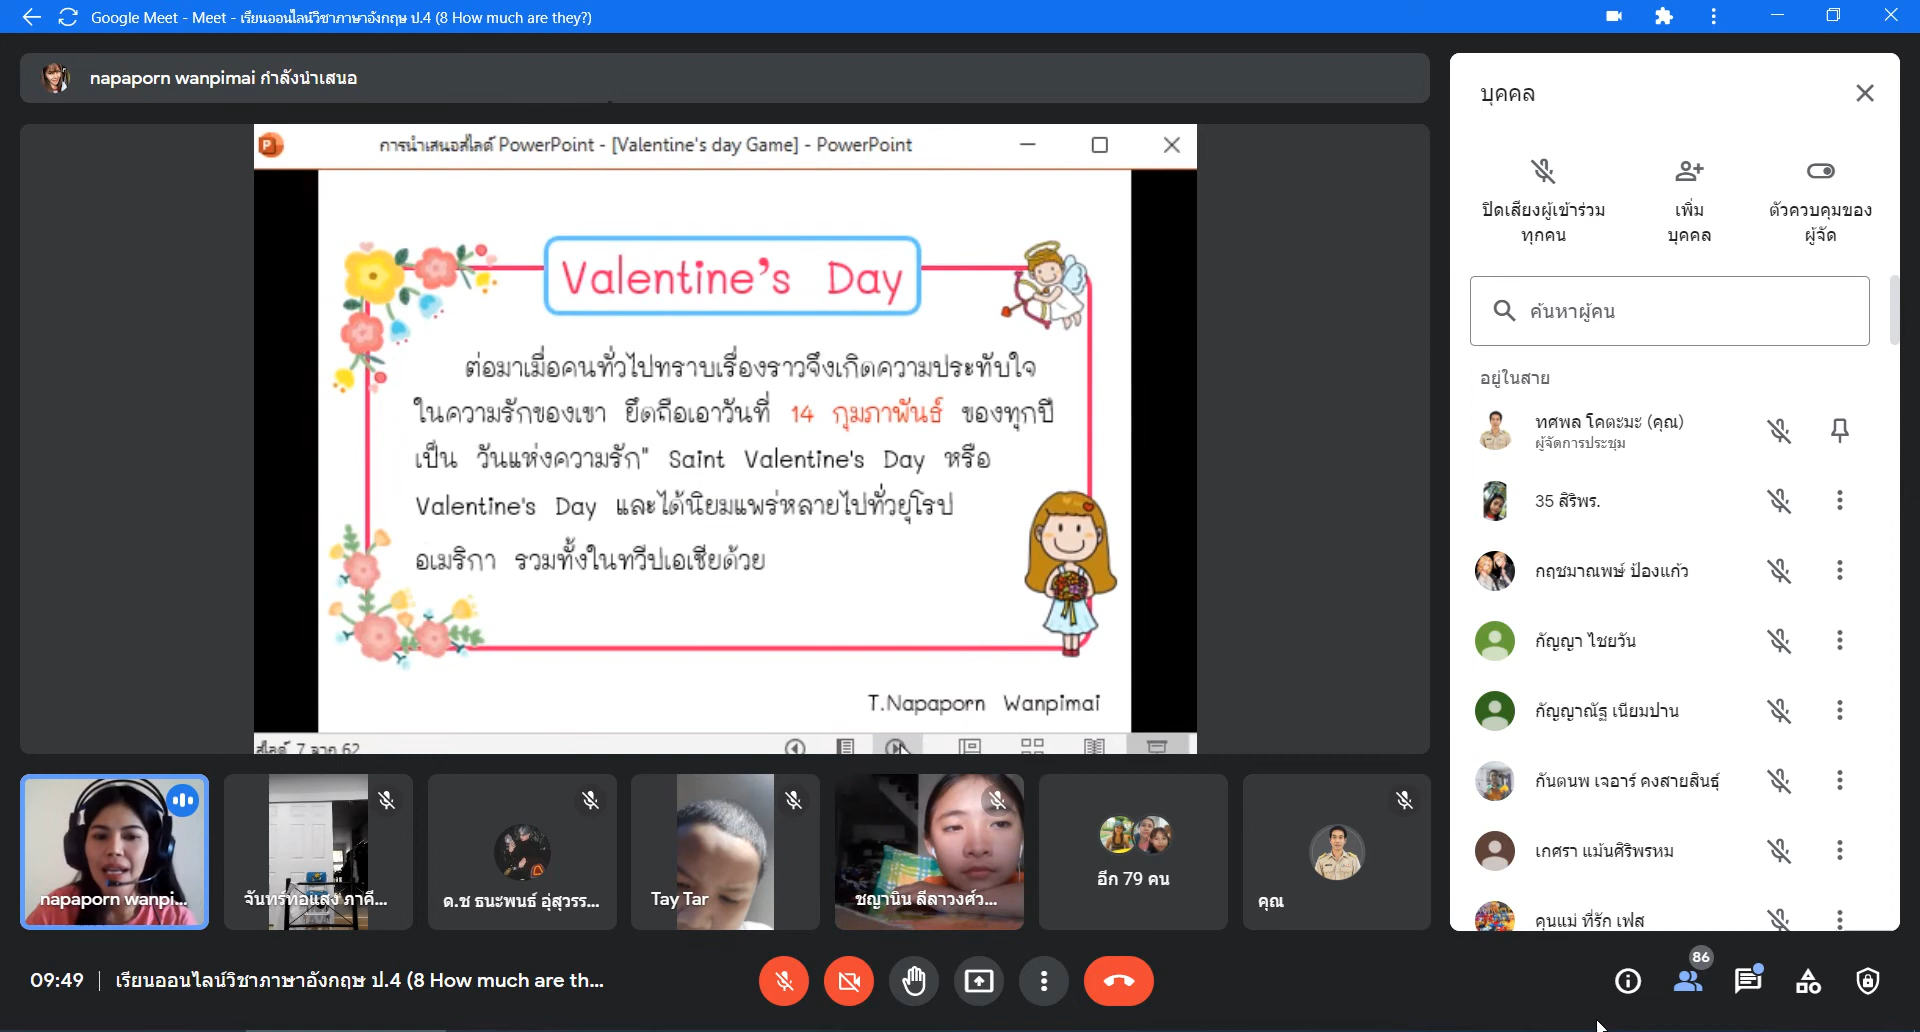 Google Meet - Meet - เรียนออนไลน์วิชาภาษาอังกฤษ ป.4 (8 How much are they?)
napaporn wanpimai กำลังนำเสนอ
การนำเสนอสไลด์ PowerPoint - [Valentine's day Game] - PowerPoint
Valentine's Day
ต่อมาเมื่อคนทั่วไปทราบเรื่องราวจึงเกิดความประทับใจ
ในความรักของเขา ยึดถือเอาวันที่ 14 กุมภาพันธ์ ของทุกปี
เป็น วันแห่งความรัก" Saint Valentine's Day หรือ
Valentine's Day และได้นิยมแพร่หลายไปทั่วยุโรป
อเมริกา รวมทั้งในทวีปเอเชียด้วย
T.Napaporn Wanpimai
สไลด์ 7 จาก 62
napaporn wanpi...
จันทร์ทอแสง ภาคี...
ด.ช ธนะพนธ์ อุ่สุวรร...
Tay Tar
ชญานิน ลีลาวงศ์ว...
อีก 79 คน
คุณ
09:49 | เรียนออนไลน์วิชาภาษาอังกฤษ ป.4 (8 How much are th...
บุคคล
ปิดเสียงผู้เข้าร่วม
ทุกคน
เพิ่ม
บุคคล
ตัวควบคุมของ
ผู้จัด
ค้นหาผู้คน
อยู่ในสาย
ทศพล โคตะมะ (คุณ)
ผู้จัดการประชุม
35 สิริพร.
กฤชมาณพษ์ ป้องแก้ว
กัญญา ไชยวัน
กัญญาณัฐ เนียมปาน
กันตนพ เจอาร์ คงสายสินธุ์
เกศรา แม้นศิริพรหม
คุนแม่ ที่รัก เฟส
86